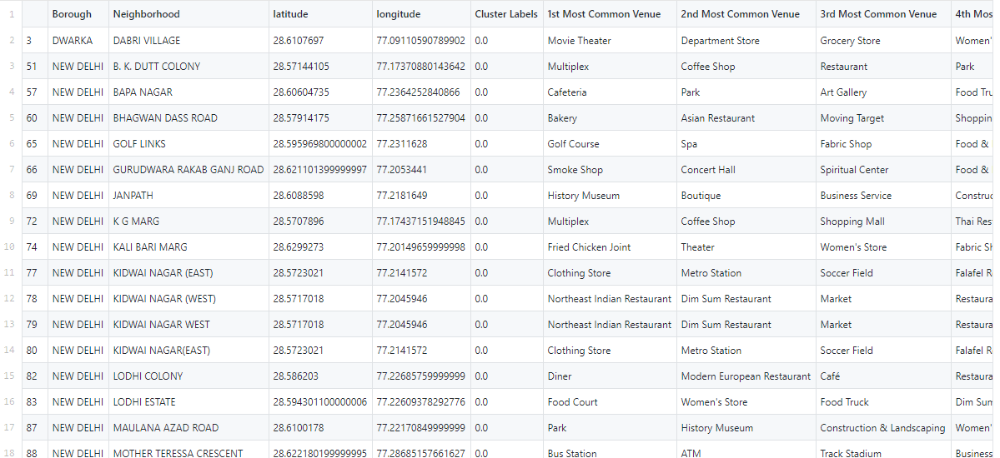 1 Borough Neighborhood latitude longitude Cluster Labels 1st Most Common Venue 2nd Most Common Venue 3rd Most Common Venue 4th Mos
2 3 DWARKA DABRI VILLAGE 28.6107697 77.09110590789902 0.0 Movie Theater Department Store Grocery Store Women'
3 51 NEW DELHI B. K. DUTT COLONY 28.57144105 77.17370880143642 0.0 Multiplex Coffee Shop Restaurant Park
4 57 NEW DELHI BAPA NAGAR 28.60604735 77.2364252840866 0.0 Cafeteria Park Art Gallery Food Tru
5 60 NEW DELHI BHAGWAN DASS ROAD 28.57914175 77.25871661527904 0.0 Bakery Asian Restaurant Moving Target Shoppin
6 65 NEW DELHI GOLF LINKS 28.595969800000002 77.2311628 0.0 Golf Course Spa Fabric Shop Food &
7 66 NEW DELHI GURUDWARA RAKAB GANJ ROAD 28.621101399999997 77.2053441 0.0 Smoke Shop Concert Hall Spiritual Center Food &
8 69 NEW DELHI JANPATH 28.6088598 77.2181649 0.0 History Museum Boutique Business Service Construc
9 72 NEW DELHI K G MARG 28.5707896 77.17437151948845 0.0 Multiplex Coffee Shop Shopping Mall Thai Res
10 74 NEW DELHI KALI BARI MARG 28.6299273 77.20149659999998 0.0 Fried Chicken Joint Theater Women's Store Fabric Sh
11 77 NEW DELHI KIDWAI NAGAR (EAST) 28.5723021 77.2141572 0.0 Clothing Store Metro Station Soccer Field Falafel R
12 78 NEW DELHI KIDWAI NAGAR (WEST) 28.5717018 77.2045946 0.0 Northeast Indian Restaurant Dim Sum Restaurant Market Restaura
13 79 NEW DELHI KIDWAI NAGAR WEST 28.5717018 77.2045946 0.0 Northeast Indian Restaurant Dim Sum Restaurant Market Restaura
14 80 NEW DELHI KIDWAI NAGAR(EAST) 28.5723021 77.2141572 0.0 Clothing Store Metro Station Soccer Field Falafel R
15 82 NEW DELHI LODHI COLONY 28.586203 77.22685759999999 0.0 Diner Modern European Restaurant Café Restaura
16 83 NEW DELHI LODHI ESTATE 28.594301100000006 77.22609378292776 0.0 Food Court Women's Store Food Truck Dim Sum
17 87 NEW DELHI MAULANA AZAD ROAD 28.6100178 77.22170849999999 0.0 Park History Museum Construction & Landscaping Women'
18 88 NEW DELHI MOTHER TERESSA CRESCENT 28.622180199999995 77.28685157661627 0.0 Bus Station ATM Track Stadium Business